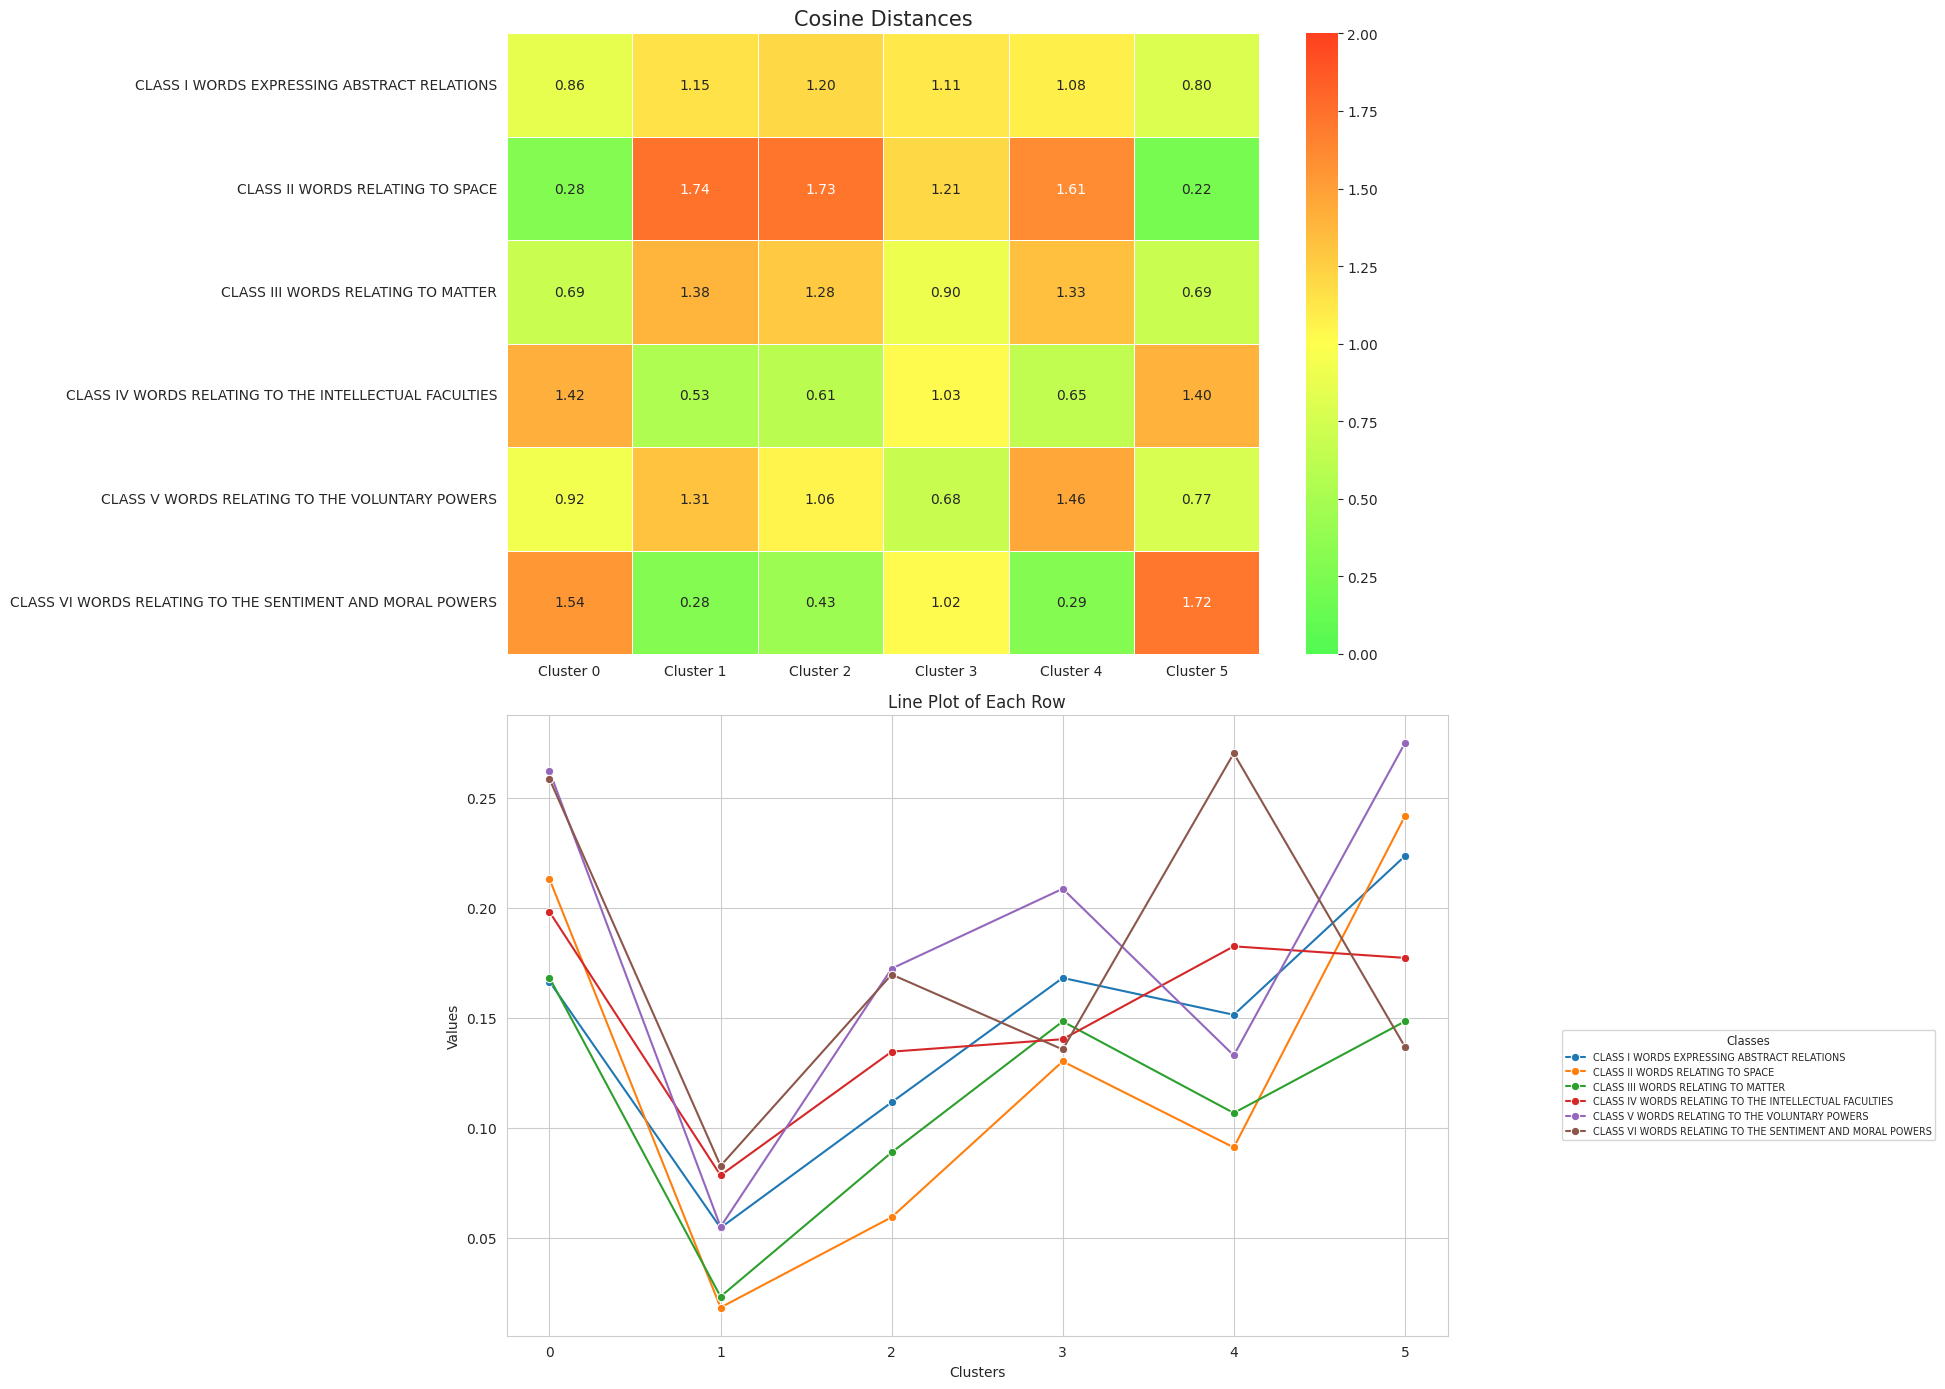 Cosine Distances
CLASS I WORDS EXPRESSING ABSTRACT RELATIONS 0.86 1.15 1.20 1.11 1.08 0.80
CLASS II WORDS RELATING TO SPACE 0.28 1.74 1.73 1.21 1.61 0.22
CLASS III WORDS RELATING TO MATTER 0.69 1.38 1.28 0.90 1.33 0.69
CLASS IV WORDS RELATING TO THE INTELLECTUAL FACULTIES 1.42 0.53 0.61 1.03 0.65 1.40
CLASS V WORDS RELATING TO THE VOLUNTARY POWERS 0.92 1.31 1.06 0.68 1.46 0.77
CLASS VI WORDS RELATING TO THE SENTIMENT AND MORAL POWERS 1.54 0.28 0.43 1.02 0.29 1.72
Cluster 0 Cluster 1 Cluster 2 Cluster 3 Cluster 4 Cluster 5
2.00
1.75
1.50
1.25
1.00
0.75
0.50
0.25
0.00
Line Plot of Each Row
Values
0.25
0.20
0.15
0.10
0.05
0 1 2 3 4 5
Clusters
Classes
CLASS I WORDS EXPRESSING ABSTRACT RELATIONS
CLASS II WORDS RELATING TO SPACE
CLASS III WORDS RELATING TO MATTER
CLASS IV WORDS RELATING TO THE INTELLECTUAL FACULTIES
CLASS V WORDS RELATING TO THE VOLUNTARY POWERS
CLASS VI WORDS RELATING TO THE SENTIMENT AND MORAL POWERS